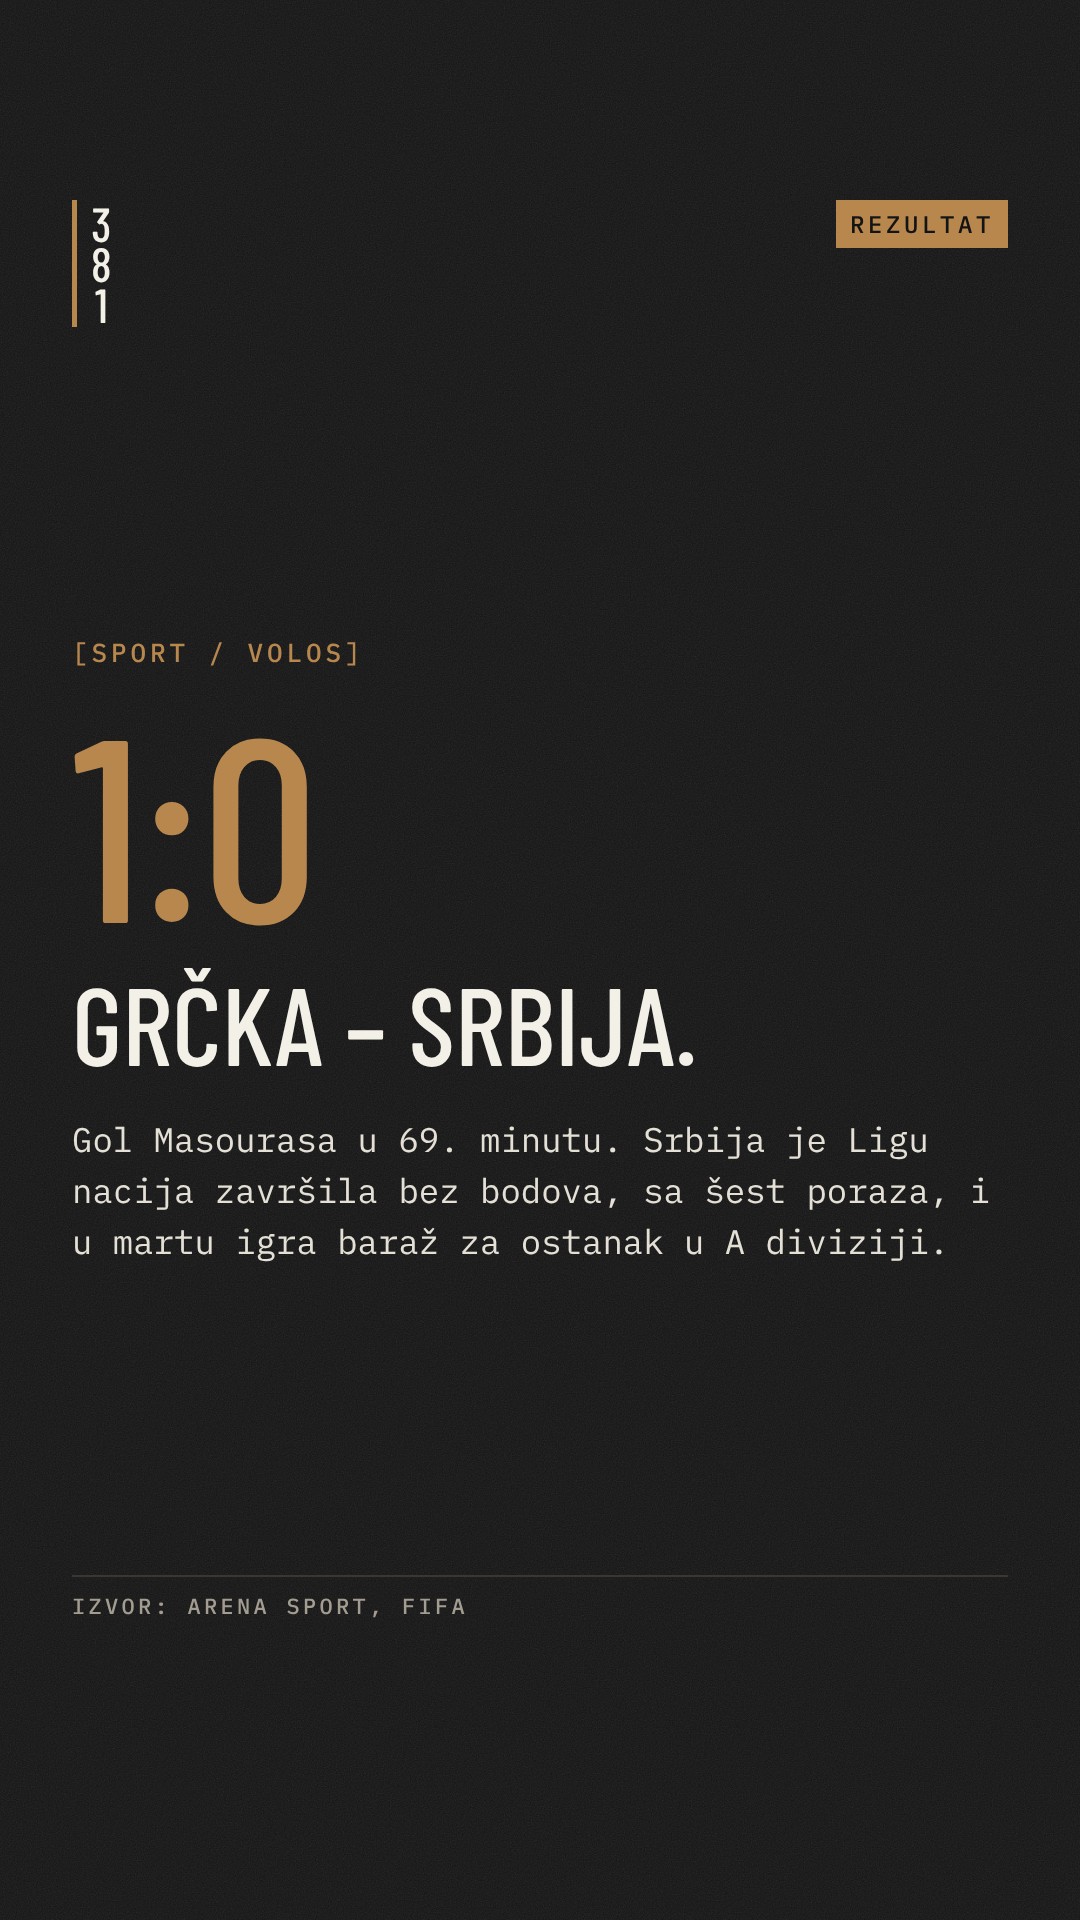 3
8
1
REZULTAT
[SPORT / VOLOS]
1:0
GRČKA – SRBIJA.
Gol Masourasa u 69. minutu. Srbija je Ligu
nacija završila bez bodova, sa šest poraza, i
u martu igra baraž za ostanak u A diviziji.
IZVOR: ARENA SPORT, FIFA